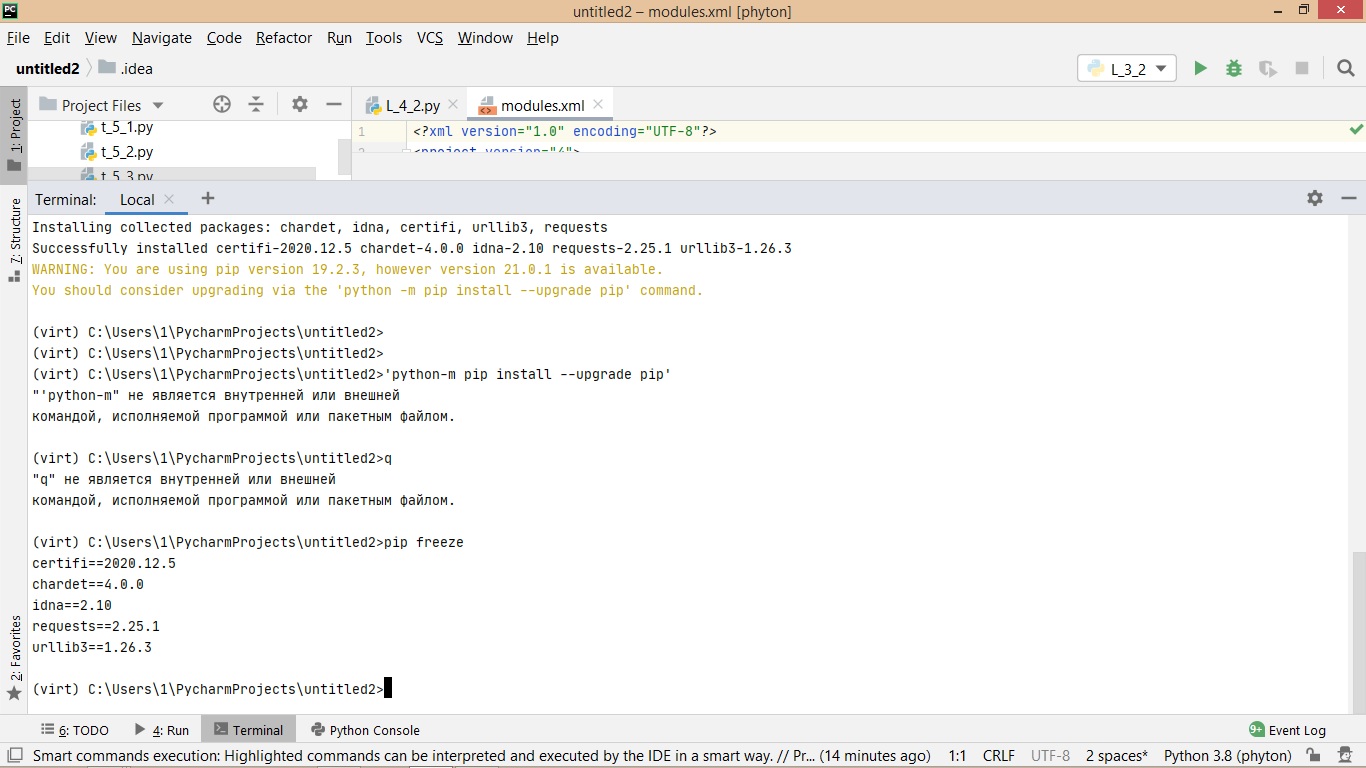 PC untitled2 – modules.xml [phyton]
File Edit View Navigate Code Refactor Run Tools VCS Window Help
untitled2 .idea L_3_2
1: Project Project Files L_4_2.py modules.xml
t_5_1.py 1 <?xml version="1.0" encoding="UTF-8"?>
t_5_2.py 2 <project version="4">
t_5_3.py
Terminal: Local +
7: Structure
Installing collected packages: chardet, idna, certifi, urllib3, requests
Successfully installed certifi-2020.12.5 chardet-4.0.0 idna-2.10 requests-2.25.1 urllib3-1.26.3
WARNING: You are using pip version 19.2.3, however version 21.0.1 is available.
You should consider upgrading via the 'python -m pip install --upgrade pip' command.
(virt) C:\Users\1\PycharmProjects\untitled2>
(virt) C:\Users\1\PycharmProjects\untitled2>
(virt) C:\Users\1\PycharmProjects\untitled2>'python-m pip install --upgrade pip'
"'python-m" не является внутренней или внешней
командой, исполняемой программой или пакетным файлом.
(virt) C:\Users\1\PycharmProjects\untitled2>q
"q" не является внутренней или внешней
командой, исполняемой программой или пакетным файлом.
(virt) C:\Users\1\PycharmProjects\untitled2>pip freeze
certifi==2020.12.5
chardet==4.0.0
idna==2.10
requests==2.25.1
urllib3==1.26.3
2: Favorites
(virt) C:\Users\1\PycharmProjects\untitled2>
6: TODO 4: Run Terminal Python Console 9+ Event Log
Smart commands execution: Highlighted commands can be interpreted and executed by the IDE in a smart way. // Pr... (14 minutes ago) 1:1 CRLF UTF-8 2 spaces* Python 3.8 (phyton)